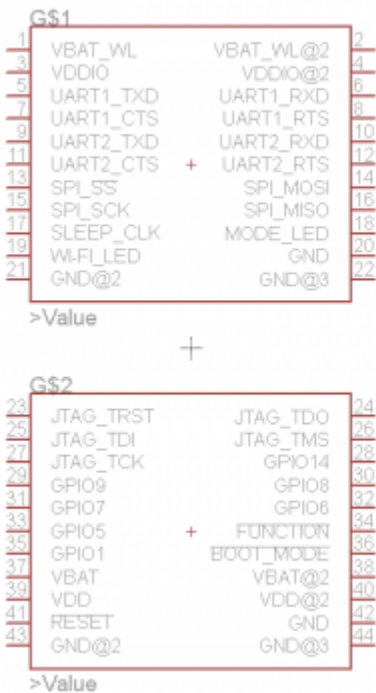 G$1
1 VBAT_WL VBAT_WL@2 2
3 VDDIO VDDIO@2 4
5 UART1_TXD UART1_RXD 6
7 UART1_CTS UART1_RTS 8
9 UART2_TXD UART2_RXD 10
11 UART2_CTS UART2_RTS 12
13 SPI_SS SPI_MOSI 14
15 SPI_SCK SPI_MISO 16
17 SLEEP_CLK MODE_LED 18
19 WI-FI_LED GND 20
21 GND@2 GND@3 22
>Value
G$2
23 JTAG_TRST JTAG_TDO 24
25 JTAG_TDI JTAG_TMS 26
27 JTAG_TCK GPIO14 28
29 GPIO9 GPIO8 30
31 GPIO7 GPIO6 32
33 GPIO5 FUNCTION 34
35 GPIO1 BOOT_MODE 36
37 VBAT VBAT@2 38
39 VDD VDD@2 40
41 RESET GND 42
43 GND@2 GND@3 44
>Value